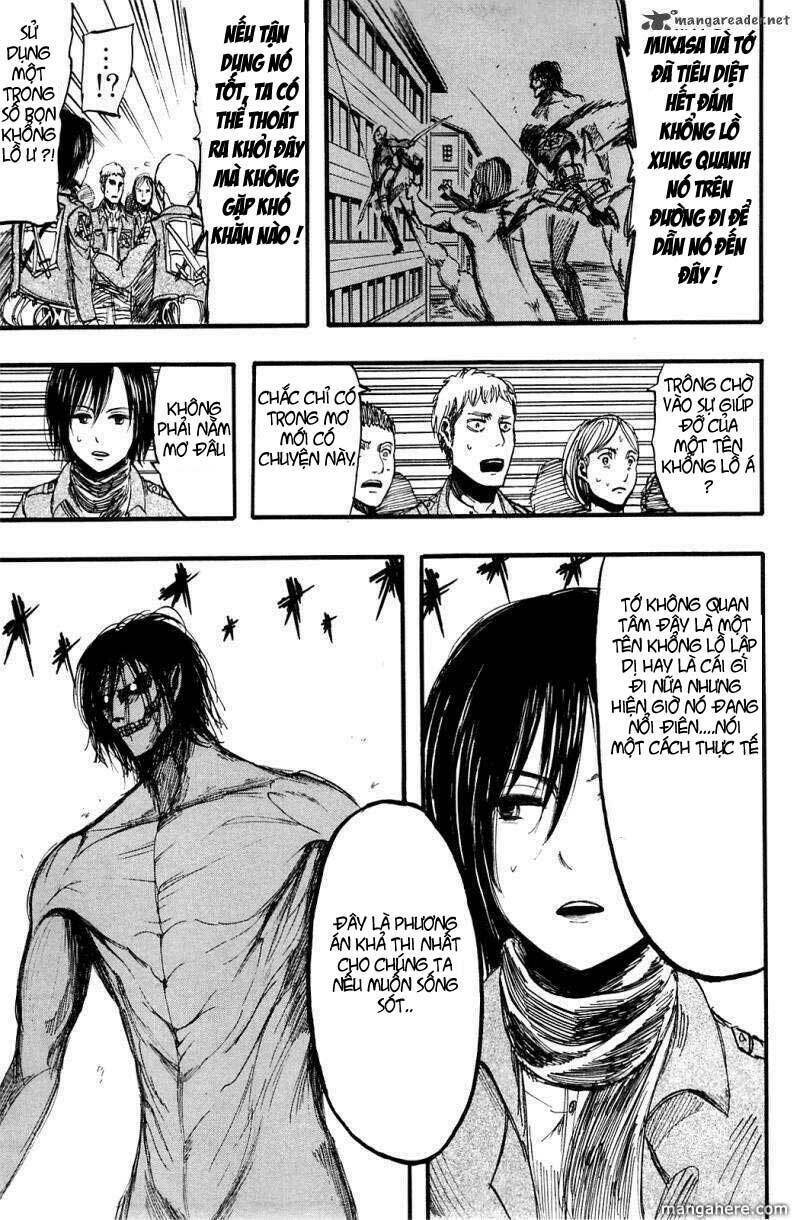 mangareader.net
MIKASA VÀ TỚ
ĐÃ TIÊU DIỆT
HẾT ĐÁM
KHỔNG LỒ
XUNG QUANH
NÓ TRÊN
ĐƯỜNG ĐI ĐỂ
DẪN NÓ ĐẾN
ĐÂY !
NẾU TẬN
DỤNG NÓ
TỐT, TA CÓ
THỂ THOÁT
RA KHỎI ĐÂY
MÀ KHÔNG
GẶP KHÓ
KHĂN NÀO !
...!?
SỬ
DỤNG
MỘT
TRONG
SỐ BỌN
KHỔNG
LỒ Ư ?!
TRÔNG CHỜ
VÀO SỰ GIÚP
ĐỠ CỦA
MỘT TÊN
KHỔNG LỒ Á
?
CHẮC CHỈ CÓ
TRONG MƠ
MỚI CÓ
CHUYỆN NÀY.
KHÔNG
PHẢI NẰM
MƠ ĐÂU
TỚ KHÔNG QUAN
TÂM ĐÂY LÀ MỘT
TÊN KHỔNG LỒ LẬP
DỊ HAY LÀ CÁI GÌ
ĐI NỮA NHƯNG
HIỆN GIỜ NÓ ĐANG
NỔI ĐIÊN....NÓI
MỘT CÁCH THỰC TẾ
ĐÂY LÀ PHƯƠNG
ÁN KHẢ THI NHẤT
CHO CHÚNG TA
NẾU MUỐN SỐNG
SÓT..
mangahere.com